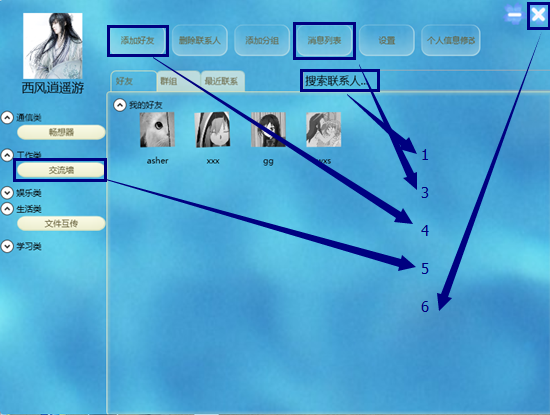 添加好友 删除联系人 添加分组 消息列表 设置 个人信息修改
西风逍遥游
好友 群组 最近联系 搜索联系人...
通信类
畅想器
工作类
交流墙
娱乐类
生活类
文件互传
学习类
我的好友
asher xxx gg xxs
1
3
4
5
6